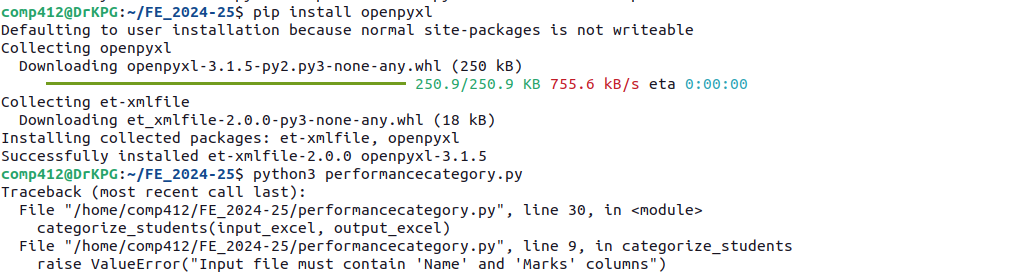 comp412@DrKPG:~/FE_2024-25$ pip install openpyxl
Defaulting to user installation because normal site-packages is not writeable
Collecting openpyxl
  Downloading openpyxl-3.1.5-py2.py3-none-any.whl (250 kB)
250.9/250.9 KB 755.6 kB/s eta 0:00:00
Collecting et-xmlfile
  Downloading et_xmlfile-2.0.0-py3-none-any.whl (18 kB)
Installing collected packages: et-xmlfile, openpyxl
Successfully installed et-xmlfile-2.0.0 openpyxl-3.1.5
comp412@DrKPG:~/FE_2024-25$ python3 performancecategory.py
Traceback (most recent call last):
  File "/home/comp412/FE_2024-25/performancecategory.py", line 30, in <module>
    categorize_students(input_excel, output_excel)
  File "/home/comp412/FE_2024-25/performancecategory.py", line 9, in categorize_students
    raise ValueError("Input file must contain 'Name' and 'Marks' columns")